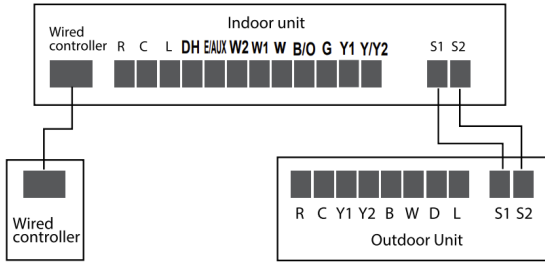 Indoor unit
Wired
controller
R C L DH E/AUX W2 W1 W B/O G Y1 Y/Y2 S1 S2
Wired
controller
R C Y1 Y2 B W D L S1 S2
Outdoor Unit